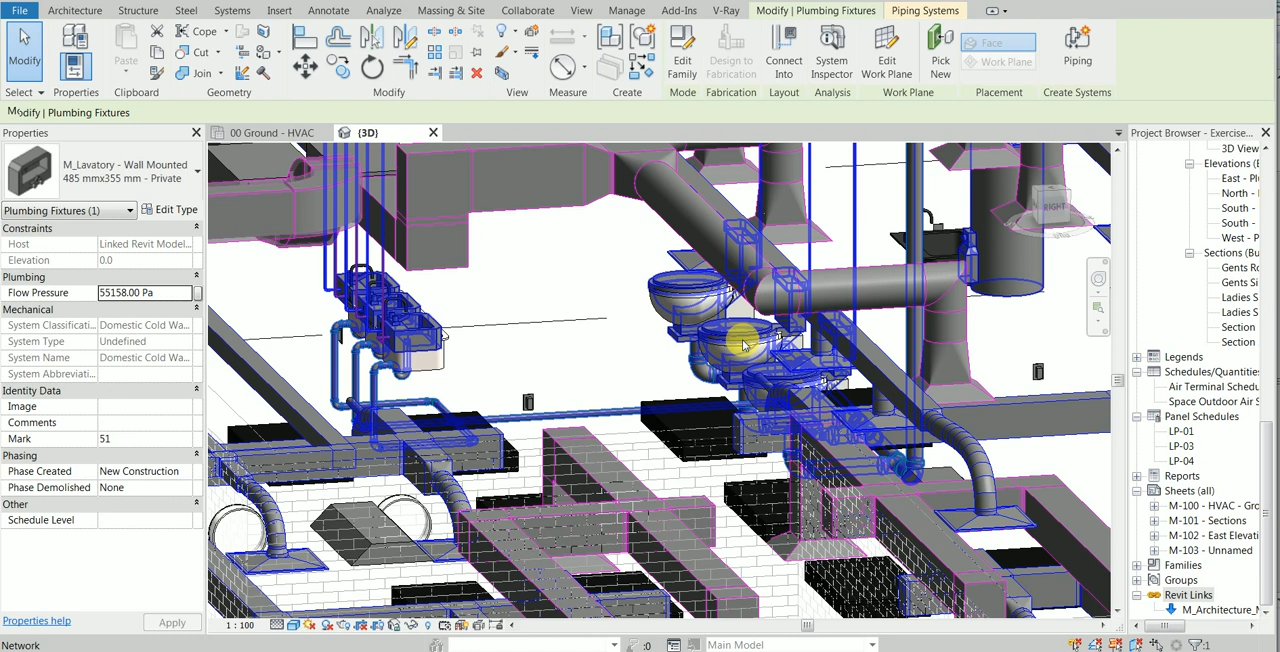 File Architecture Structure Steel Systems Insert Annotate Analyze Massing & Site Collaborate View Manage Add-Ins V-Ray Modify | Plumbing Fixtures Piping Systems
Modify Paste Cope Cut Join Edit Family Design to Fabrication Connect Into System Inspector Edit Work Plane Pick New Face Work Plane Piping
Select Properties Clipboard Geometry Modify View Measure Create Mode Fabrication Layout Analysis Work Plane Placement Create Systems
Modify | Plumbing Fixtures
Properties
M_Lavatory - Wall Mounted
485 mmx355 mm - Private
Plumbing Fixtures (1) Edit Type
Constraints
Host Linked Revit Model...
Elevation 0.0
Plumbing
Flow Pressure 55158.00 Pa
Mechanical
System Classificati... Domestic Cold Wa...
System Type Undefined
System Name Domestic Cold Wa...
System Abbreviati...
Identity Data
Image
Comments
Mark 51
Phasing
Phase Created New Construction
Phase Demolished None
Other
Schedule Level
Properties help Apply
00 Ground - HVAC {3D}
RIGHT
1 : 100
Project Browser - Exercise...
3D View
Elevations (B
East - Pl
North -
South -
South -
West - P
Sections (Bu
Gents Ro
Gents Si
Ladies S
Ladies S
Section
Section
Legends
Schedules/Quantities
Air Terminal Schedu
Space Outdoor Air S
Panel Schedules
LP-01
LP-03
LP-04
Reports
Sheets (all)
M-100 - HVAC - Gro
M-101 - Sections
M-102 - East Elevati
M-103 - Unnamed
Families
Groups
Revit Links
M_Architecture_M
Network :0 Main Model :1